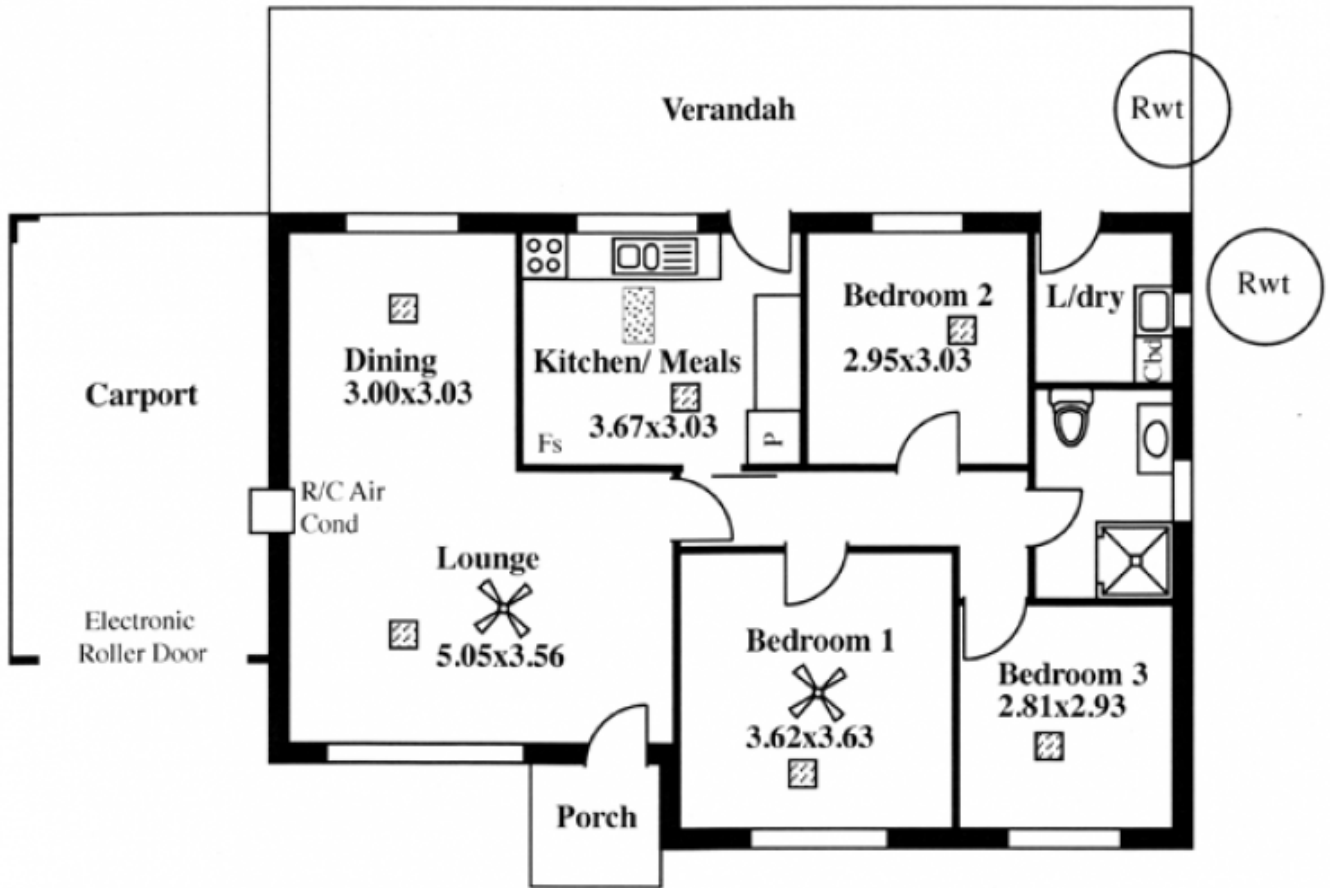 Verandah
Rwt
Rwt
Carport
Dining
3.00x3.03
Kitchen/ Meals
3.67x3.03
Fs
P
Bedroom 2
2.95x3.03
L/dry
Cbd
R/C Air
Cond
Lounge
5.05x3.56
Electronic
Roller Door
Bedroom 1
3.62x3.63
Bedroom 3
2.81x2.93
Porch